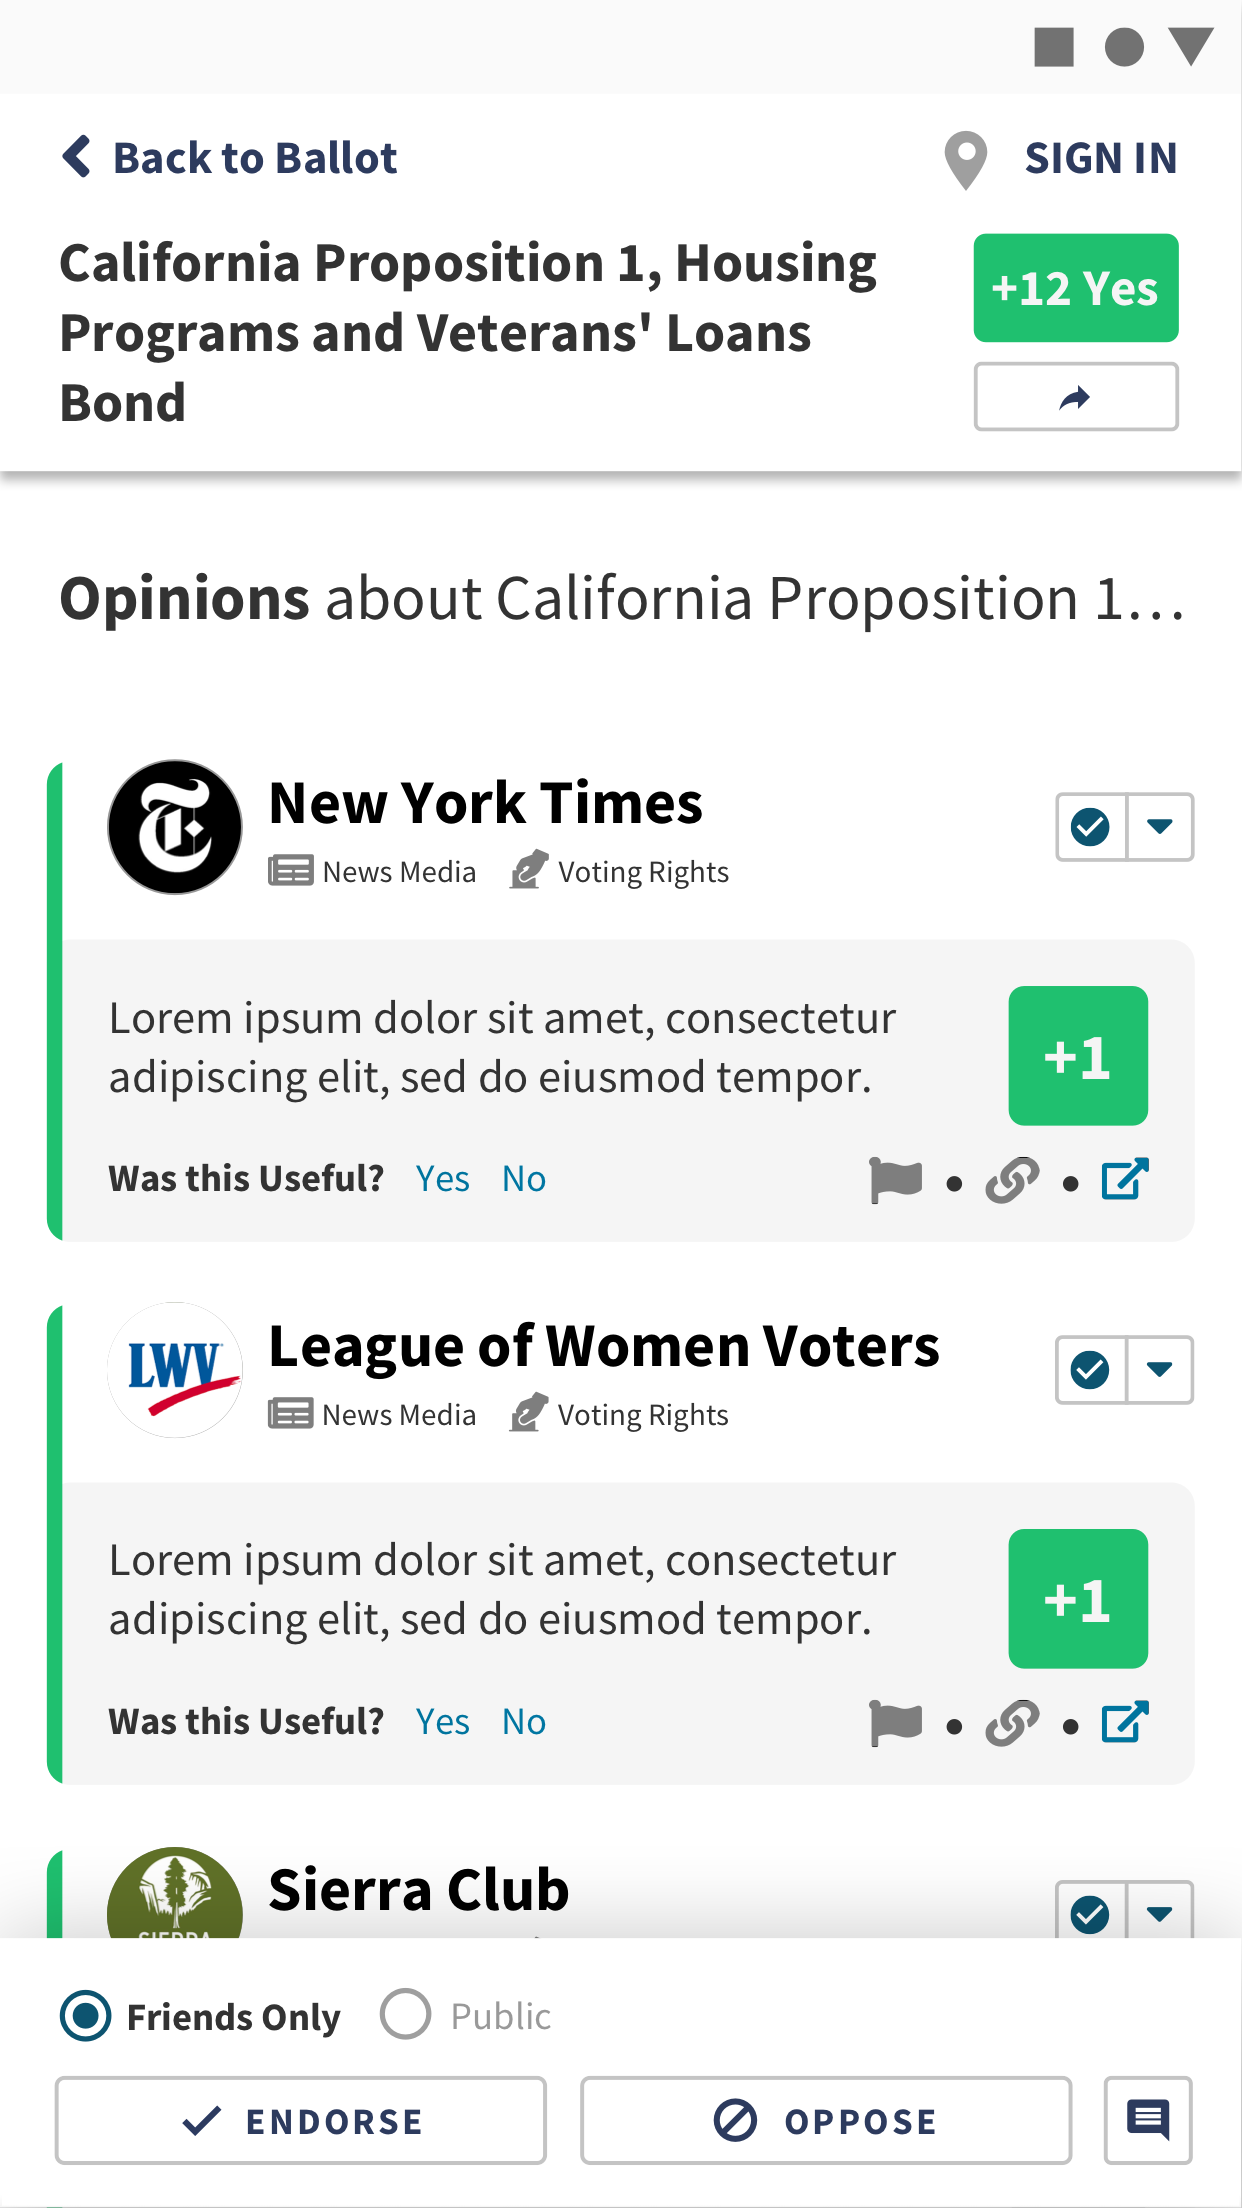 Back to Ballot
SIGN IN
California Proposition 1, Housing
Programs and Veterans' Loans
Bond
+12 Yes
Opinions about California Proposition 1...
New York Times
News Media
Voting Rights
Lorem ipsum dolor sit amet, consectetur
adipiscing elit, sed do eiusmod tempor.
+1
Was this Useful? Yes No
LWV
League of Women Voters
News Media
Voting Rights
Lorem ipsum dolor sit amet, consectetur
adipiscing elit, sed do eiusmod tempor.
+1
Was this Useful? Yes No
SIERRA
Sierra Club
Friends Only
Public
ENDORSE
OPPOSE